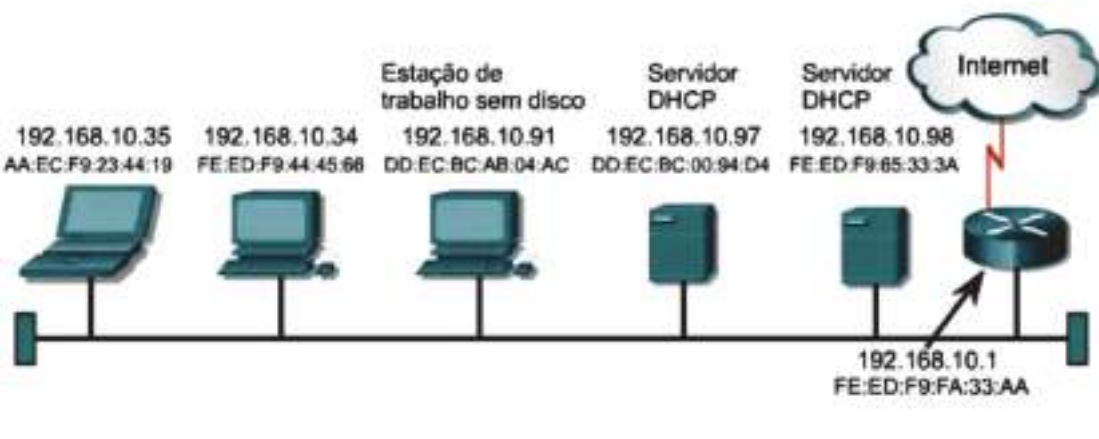 Internet
Estação de
trabalho sem disco
Servidor
DHCP
Servidor
DHCP
192.168.10.35
AA:EC:F9:23:44:19
192.168.10.34
FE:ED:F9:44:45:66
192.168.10.91
DD:EC:BC:AB:04:AC
192.168.10.97
DD:EC:BC:00:94:D4
192.168.10.98
FE:ED:F9:65:33:3A
192.168.10.1
FE:ED:F9:FA:33:AA